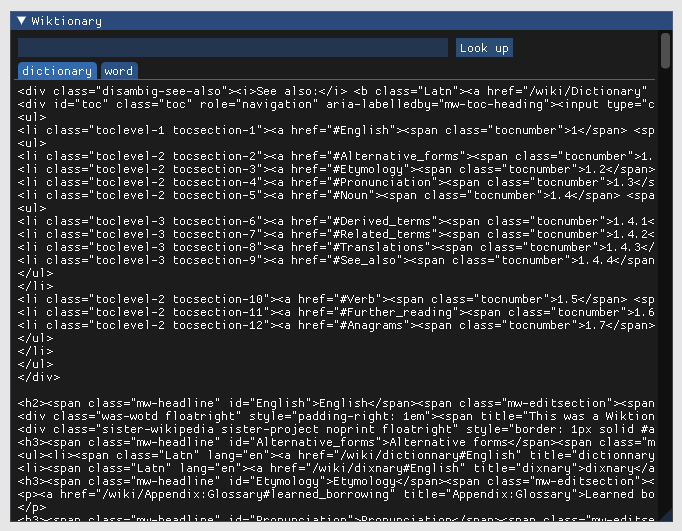 ▼ Wiktionary
Look up
dictionary word
<div class="disambig-see-also"><i>See also:</i> <b class="Latn"><a href="/wiki/Dictionary"
<div id="toc" class="toc" role="navigation" aria-labelledby="mw-toc-heading"><input type="c
<ul>
<li class="toclevel-1 tocsection-1"><a href="#English"><span class="tocnumber">1</span> <sp
<ul>
<li class="toclevel-2 tocsection-2"><a href="#Alternative_forms"><span class="tocnumber">1.
<li class="toclevel-2 tocsection-3"><a href="#Etymology"><span class="tocnumber">1.2</span>
<li class="toclevel-2 tocsection-4"><a href="#Pronunciation"><span class="tocnumber">1.3</s
<li class="toclevel-2 tocsection-5"><a href="#Noun"><span class="tocnumber">1.4</span> <spa
<ul>
<li class="toclevel-3 tocsection-6"><a href="#Derived_terms"><span class="tocnumber">1.4.1<
<li class="toclevel-3 tocsection-7"><a href="#Related_terms"><span class="tocnumber">1.4.2<
<li class="toclevel-3 tocsection-8"><a href="#Translations"><span class="tocnumber">1.4.3</
<li class="toclevel-3 tocsection-9"><a href="#See_also"><span class="tocnumber">1.4.4</span
</ul>
</li>
<li class="toclevel-2 tocsection-10"><a href="#Verb"><span class="tocnumber">1.5</span> <sp
<li class="toclevel-2 tocsection-11"><a href="#Further_reading"><span class="tocnumber">1.6
<li class="toclevel-2 tocsection-12"><a href="#Anagrams"><span class="tocnumber">1.7</span>
</ul>
</li>
</ul>
</div>
<h2><span class="mw-headline" id="English">English</span><span class="mw-editsection"><span
<div class="was-wotd floatright" style="padding-right: 1em"><span title="This was a Wiktion
<div class="sister-wikipedia sister-project noprint floatright" style="border: 1px solid #a
<h3><span class="mw-headline" id="Alternative_forms">Alternative forms</span><span class="m
<ul><li><span class="Latn" lang="en"><a href="/wiki/dictionnary#English" title="dictionnary
<li><span class="Latn" lang="en"><a href="/wiki/dixnary#English" title="dixnary">dixnary</a
<h3><span class="mw-headline" id="Etymology">Etymology</span><span class="mw-editsection"><
<p><a href="/wiki/Appendix:Glossary#learned_borrowing" title="Appendix:Glossary">Learned bo
</p>
<h3><span class="mw-headline" id="Pronunciation">Pronunciation</span><span class="mw-editse